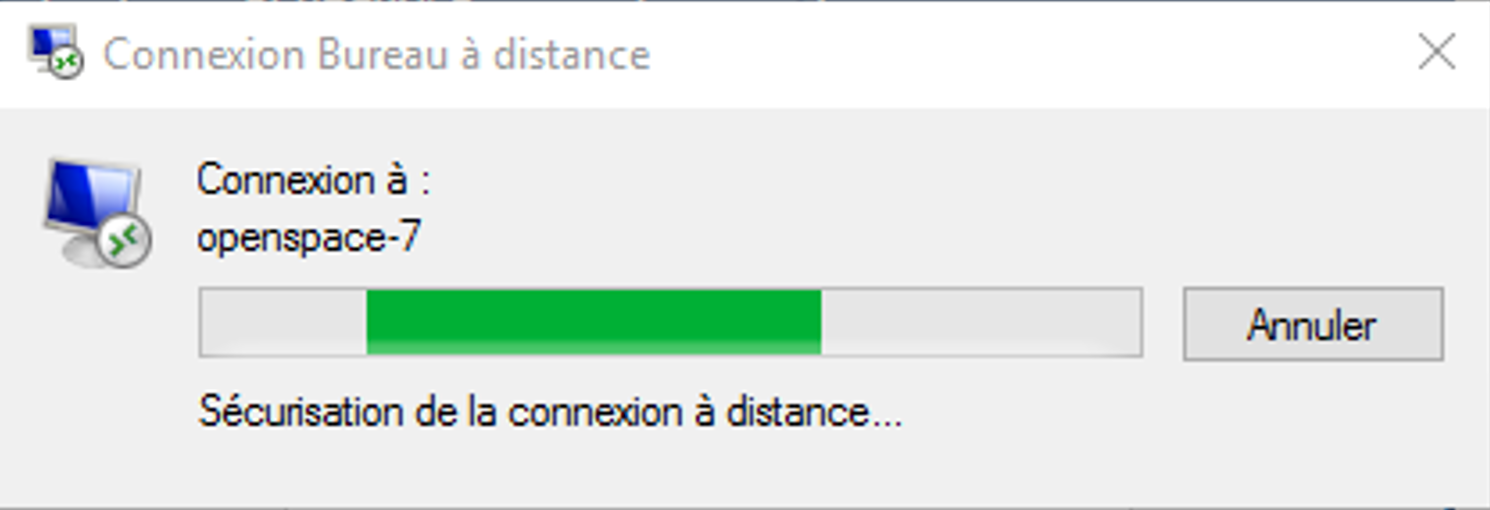 Connexion Bureau à distance
Connexion à :
openspace-7
Annuler
Sécurisation de la connexion à distance...